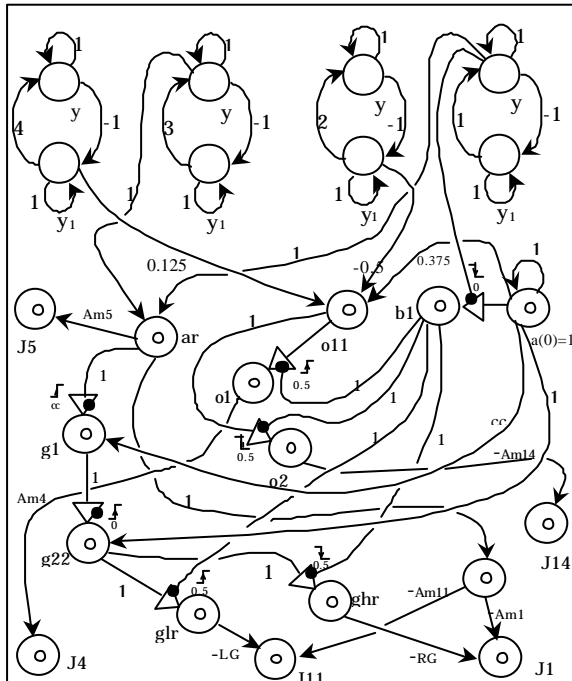 1 1 1 1
y y y y
4 -1 3 -1 2 -1 1 -1
1 1 1 1
y1 y1 y1 y1
1 1
0.125 -0.5 0.375 0 1
Am5 ar o11 b1 a(0)=1
J5
1 1
o1 0.5 1
cc 0.5 1 1 cc 1
g1 o2 -Am14
1 1 1
Am4 0
g22 J14
1 0.5 1 0.5 -Am11
glr ghr -Am1
J4 -LG J11 -RG J1